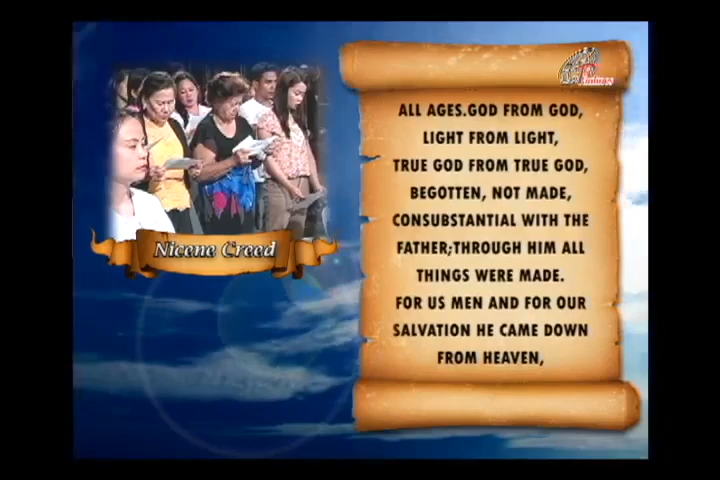 ALL AGES.GOD FROM GOD,
LIGHT FROM LIGHT,
TRUE GOD FROM TRUE GOD,
BEGOTTEN, NOT MADE,
CONSUBSTANTIAL WITH THE
FATHER;THROUGH HIM ALL
THINGS WERE MADE.
FOR US MEN AND FOR OUR
SALVATION HE CAME DOWN
FROM HEAVEN,
Nicene Creed